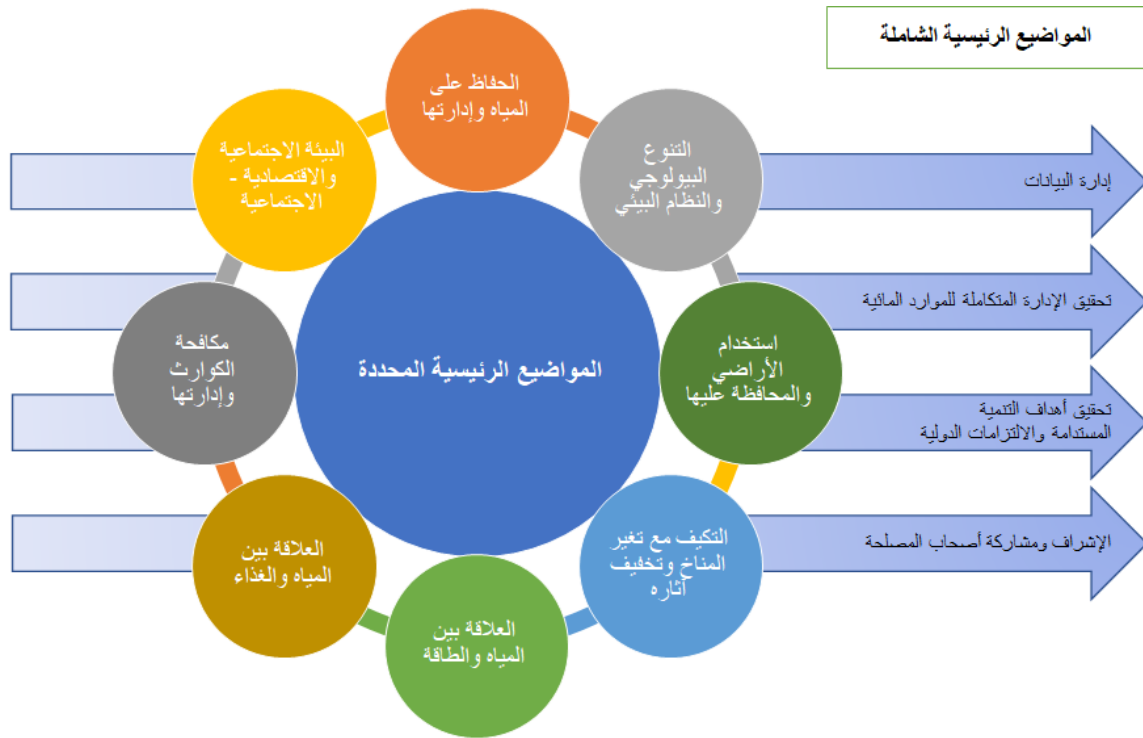 المواضيع الرئيسية الشاملة
الحفاظ على
المياه وإدارتها
التنوع
البيولوجي
والنظام البيئي
استخدام
الأراضي
والمحافظة عليها
التكيف مع تغير
المناخ وتخفيف
آثاره
العلاقة بين
المياه والطاقة
العلاقة بين
المياه والغذاء
مكافحة
الكوارث
وإدارتها
البيئة الاجتماعية
والاقتصادية -
الاجتماعية
المواضيع الرئيسية المحددة
إدارة البيانات
تحقيق الإدارة المتكاملة للموارد المائية
تحقيق أهداف التنمية
المستدامة والالتزامات الدولية
الإشراف ومشاركة أصحاب المصلحة